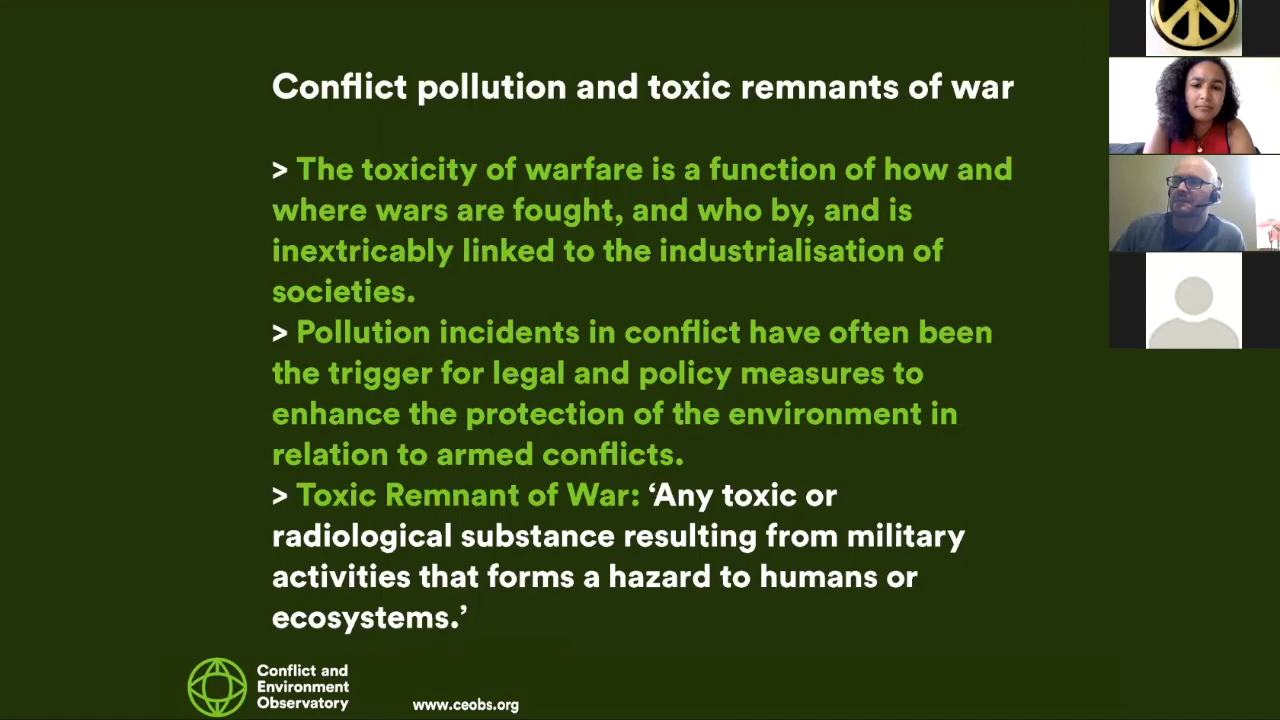 Conflict pollution and toxic remnants of war
> The toxicity of warfare is a function of how and
where wars are fought, and who by, and is
inextricably linked to the industrialisation of
societies.
> Pollution incidents in conflict have often been
the trigger for legal and policy measures to
enhance the protection of the environment in
relation to armed conflicts.
> Toxic Remnant of War: ‘Any toxic or
radiological substance resulting from military
activities that forms a hazard to humans or
ecosystems.’
Conflict and
Environment
Observatory
www.ceobs.org